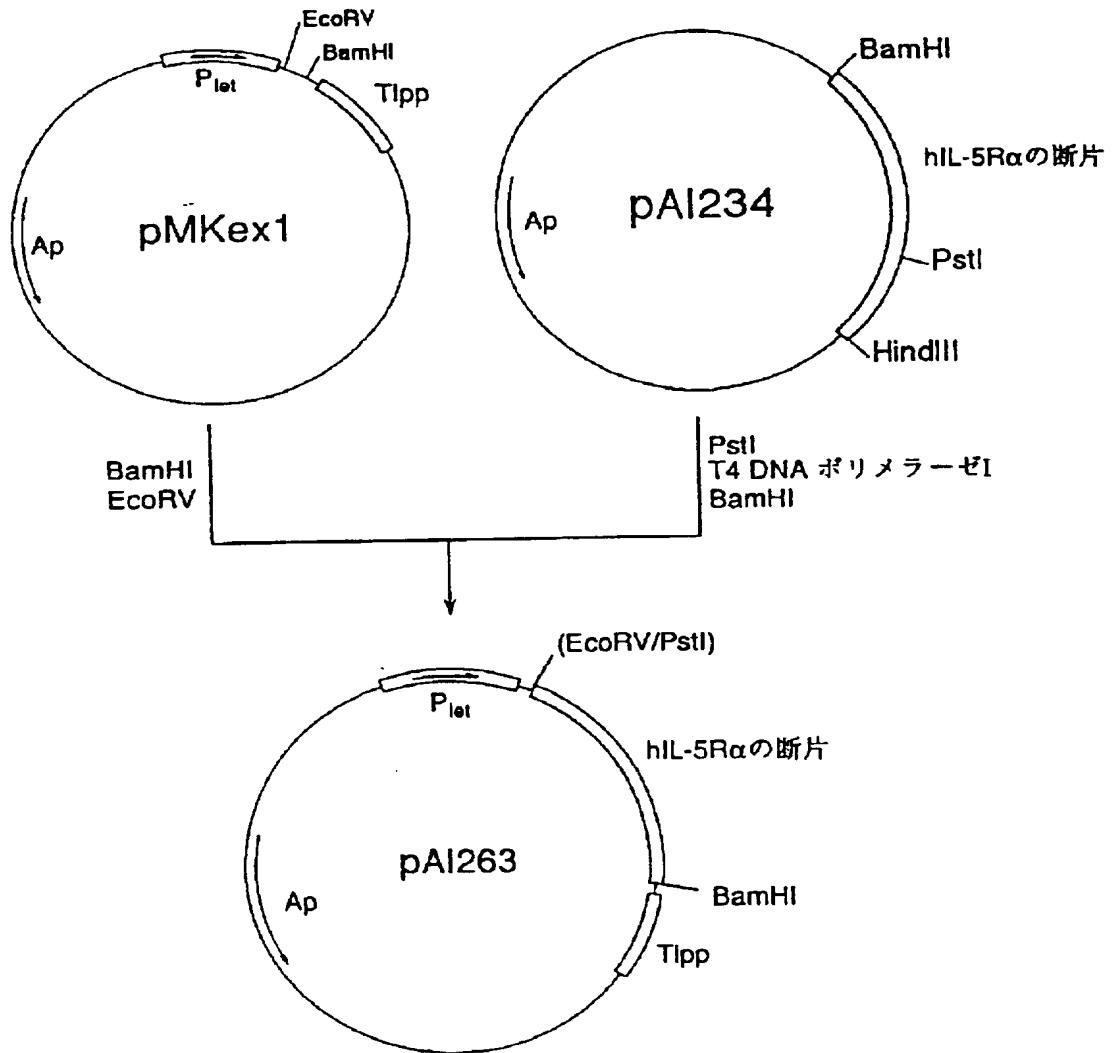 EcoRV
BamHI
Plet
Tlpp
Ap
pMKex1
BamHI
hIL-5Rαの断片
pAI234
Ap
PstI
HindIII
BamHI
EcoRV
PstI
T4 DNA ポリメラーゼI
BamHI
(EcoRV/PstI)
Plet
hIL-5Rαの断片
pAI263
Ap
BamHI
Tlpp